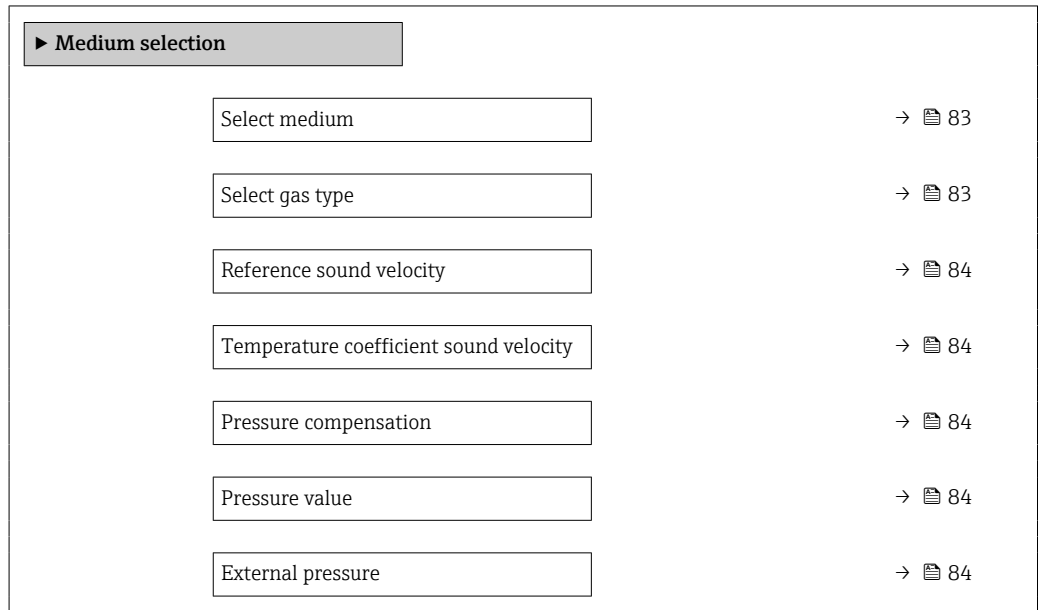 ▶ Medium selection
Select medium → 83
Select gas type → 83
Reference sound velocity → 84
Temperature coefficient sound velocity → 84
Pressure compensation → 84
Pressure value → 84
External pressure → 84